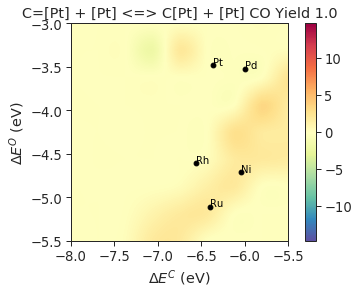 C=[Pt] + [Pt] <=> C[Pt] + [Pt] CO Yield 1.0
−3.0
−3.5
−4.0
−4.5
−5.0
−5.5
ΔE^O (eV)
Pt
Pd
Rh
Ni
Ru
−8.0 −7.5 −7.0 −6.5 −6.0 −5.5
ΔE^C (eV)
10
5
0
−5
−10